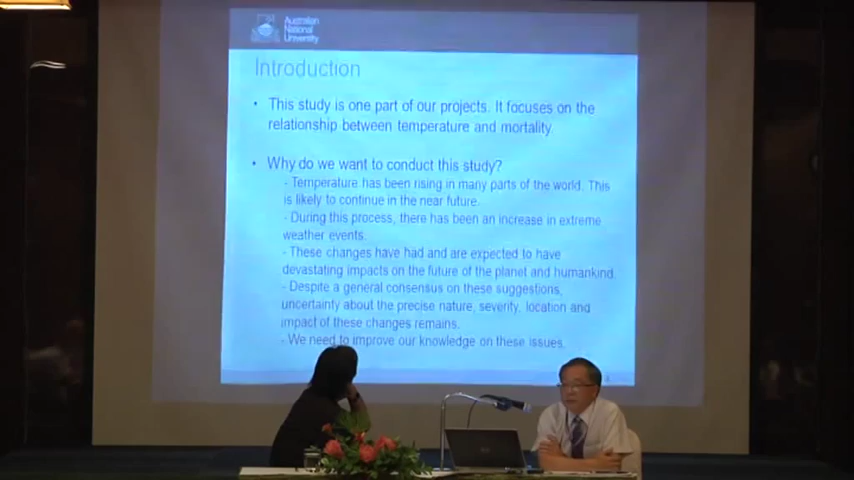 Australian
National
University
Introduction
• This study is one part of our projects. It focuses on the
relationship between temperature and mortality.
• Why do we want to conduct this study?
- Temperature has been rising in many parts of the world. This
is likely to continue in the near future.
- During this process, there has been an increase in extreme
weather events.
- These changes have had and are expected to have
devastating impacts on the future of the planet and humankind.
- Despite a general consensus on these suggestions,
uncertainty about the precise nature, severity, location and
impact of these changes remains.
- We need to improve our knowledge on these issues.